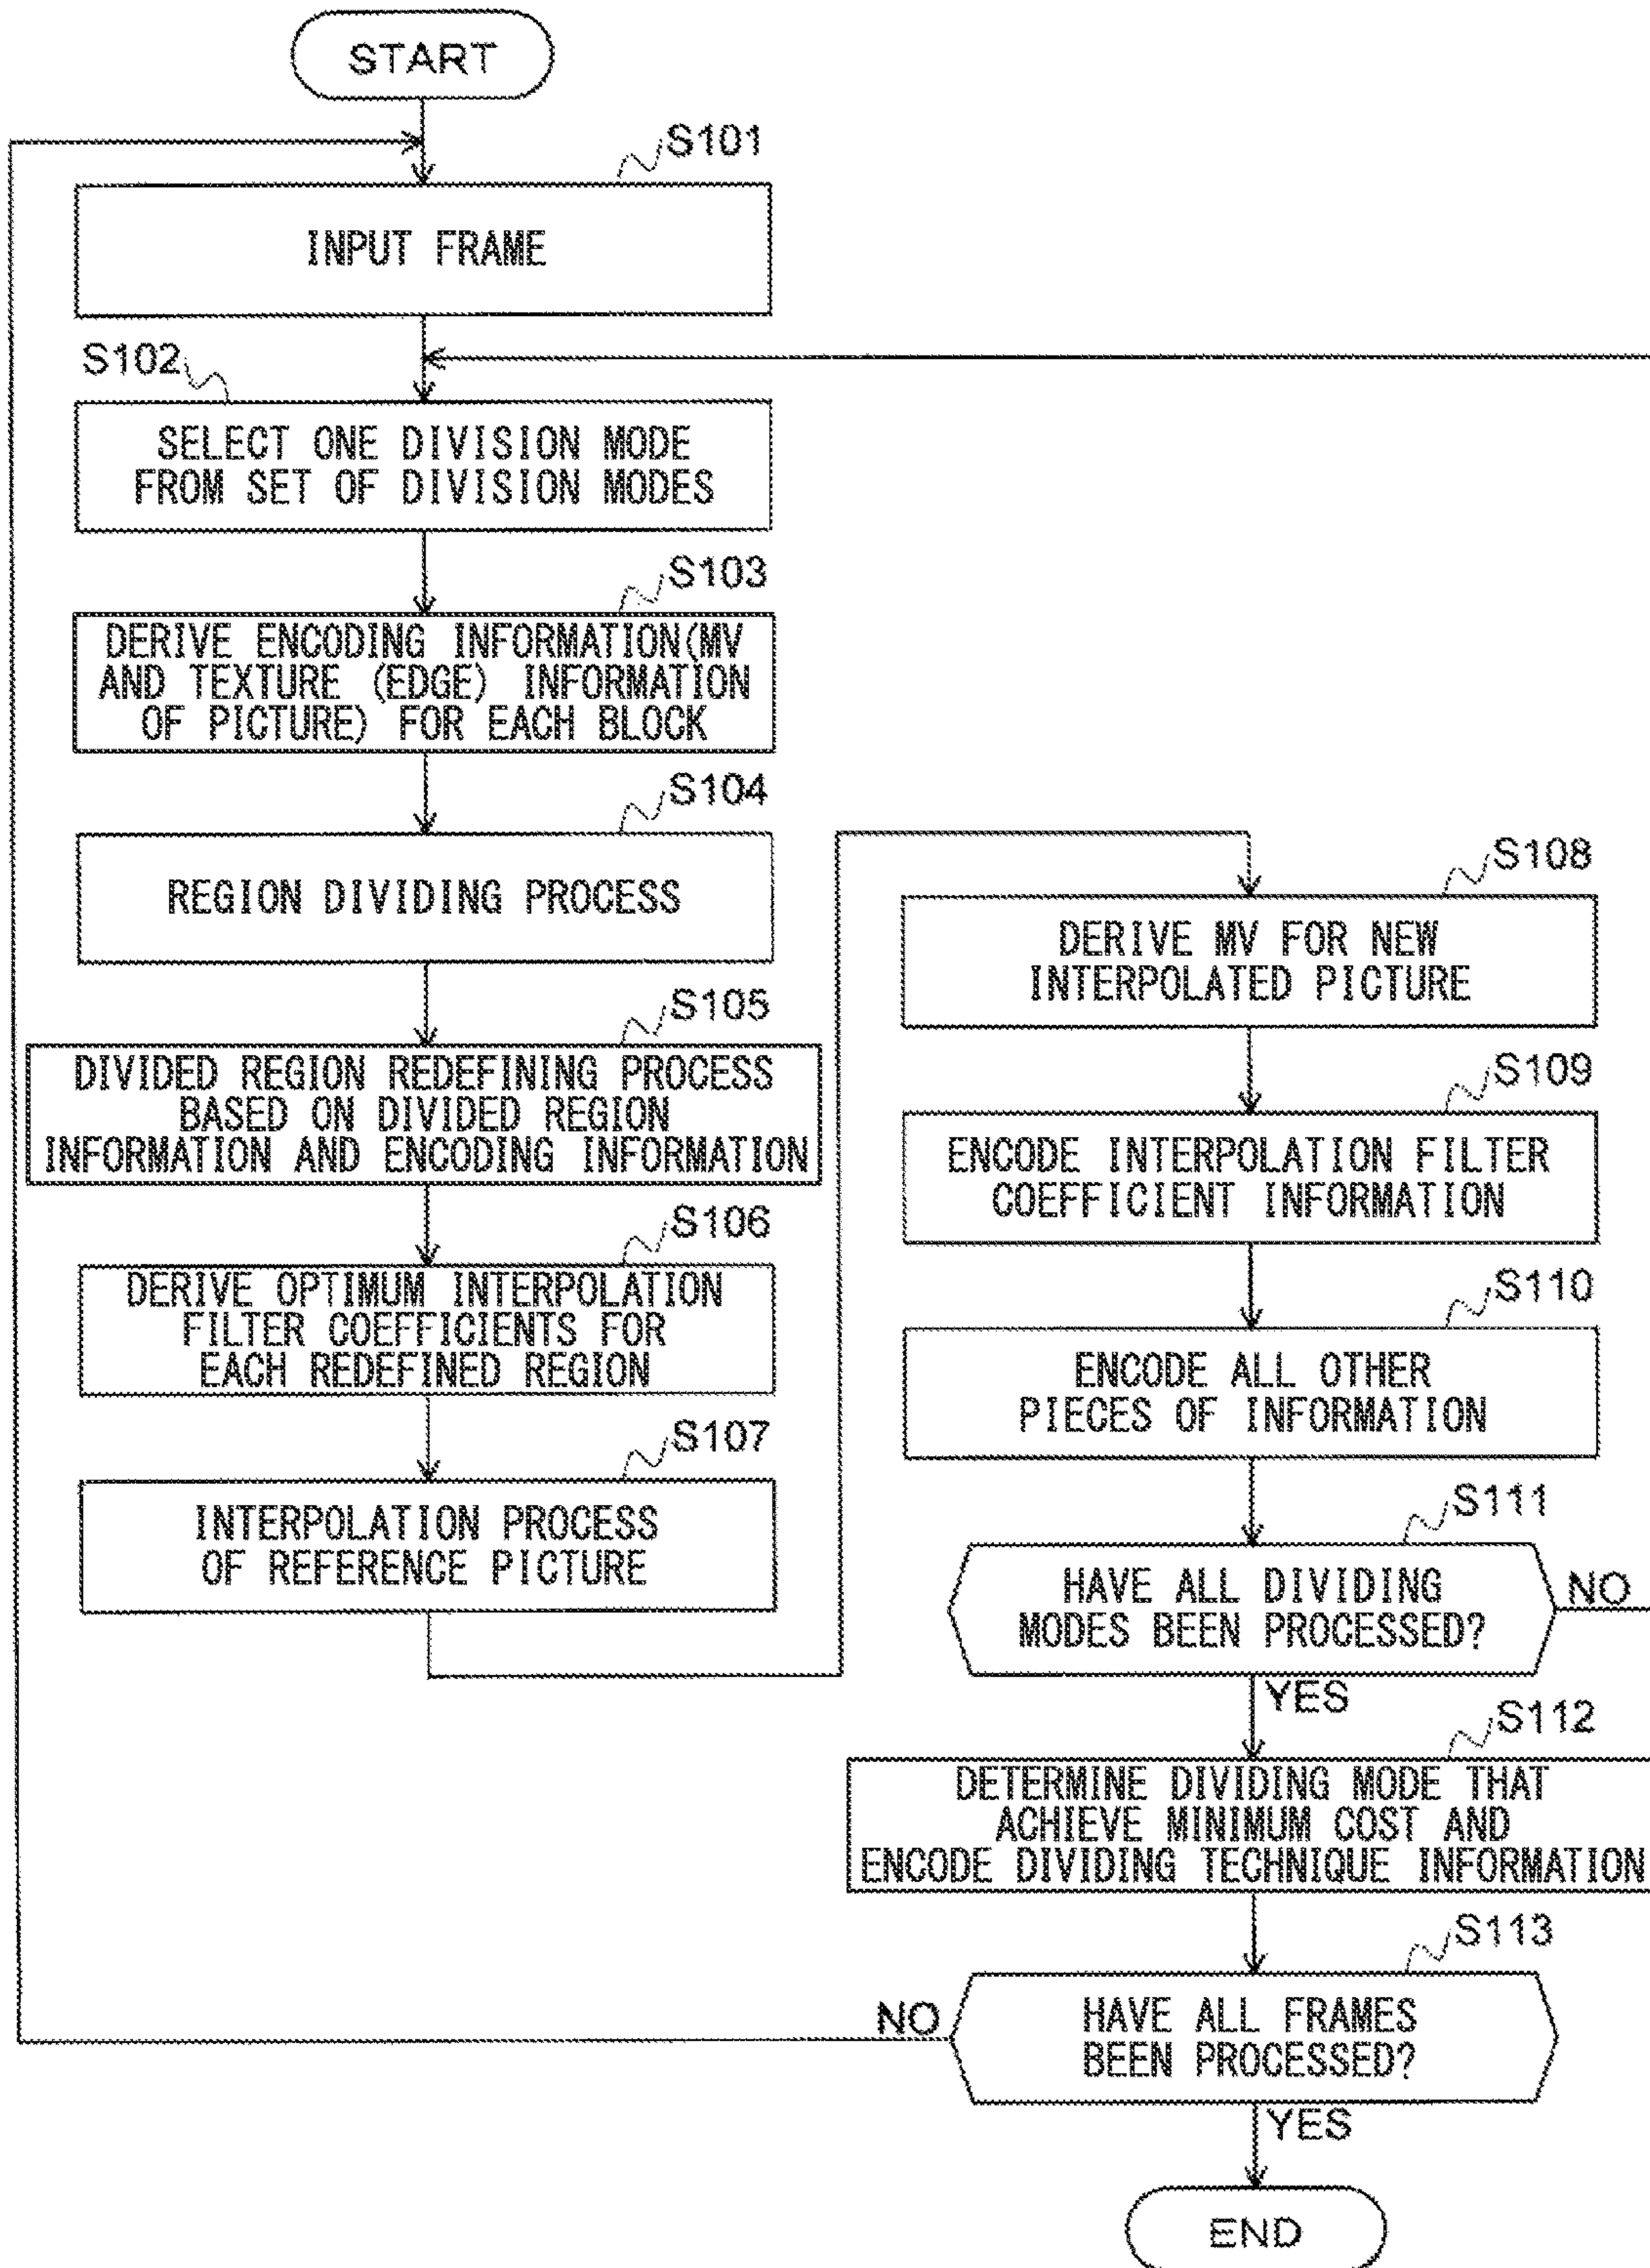 START
S101
INPUT FRAME
S102
SELECT ONE DIVISION MODE
FROM SET OF DIVISION MODES
S103
DERIVE ENCODING INFORMATION(MV
AND TEXTURE (EDGE) INFORMATION
OF PICTURE) FOR EACH BLOCK
S104
REGION DIVIDING PROCESS
S105
DIVIDED REGION REDEFINING PROCESS
BASED ON DIVIDED REGION
INFORMATION AND ENCODING INFORMATION
S106
DERIVE OPTIMUM INTERPOLATION
FILTER COEFFICIENTS FOR
EACH REDEFINED REGION
S107
INTERPOLATION PROCESS
OF REFERENCE PICTURE
S108
DERIVE MV FOR NEW
INTERPOLATED PICTURE
S109
ENCODE INTERPOLATION FILTER
COEFFICIENT INFORMATION
S110
ENCODE ALL OTHER
PIECES OF INFORMATION
S111
HAVE ALL DIVIDING
MODES BEEN PROCESSED?
NO
YES
S112
DETERMINE DIVIDING MODE THAT
ACHIEVE MINIMUM COST AND
ENCODE DIVIDING TECHNIQUE INFORMATION
S113
HAVE ALL FRAMES
BEEN PROCESSED?
NO
YES
END